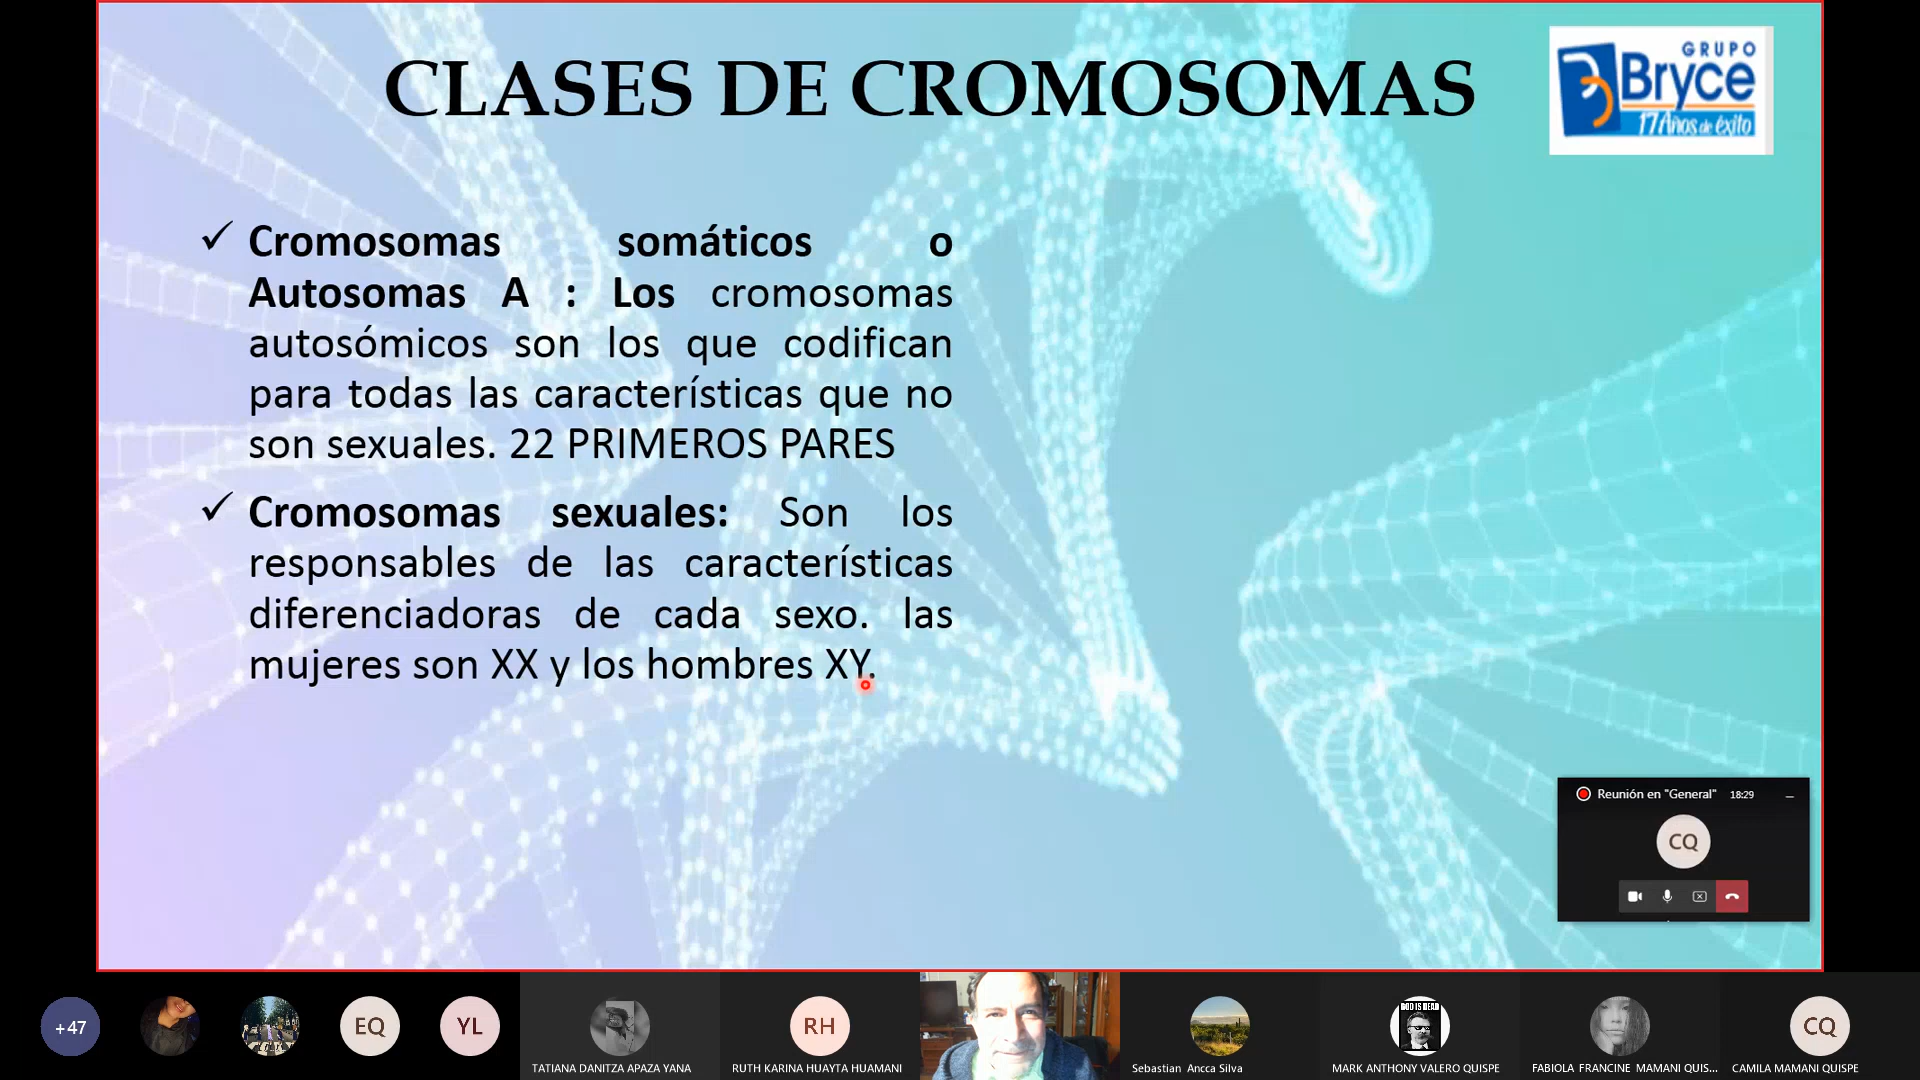 CLASES DE CROMOSOMAS
GRUPO
Bryce
17 Años de éxito
✓ Cromosomas somáticos o
Autosomas A : Los cromosomas
autosómicos son los que codifican
para todas las características que no
son sexuales. 22 PRIMEROS PARES
✓ Cromosomas sexuales: Son los
responsables de las características
diferenciadoras de cada sexo. las
mujeres son XX y los hombres XY.
Reunión en "General" 18:29
CQ
+47
EQ
YL
TATIANA DANITZA APAZA YANA
RH
RUTH KARINA HUAYTA HUAMANI
Sebastian Ancca Silva
GOD IS DEAD
MARK ANTHONY VALERO QUISPE
FABIOLA FRANCINE MAMANI QUIS...
CQ
CAMILA MAMANI QUISPE